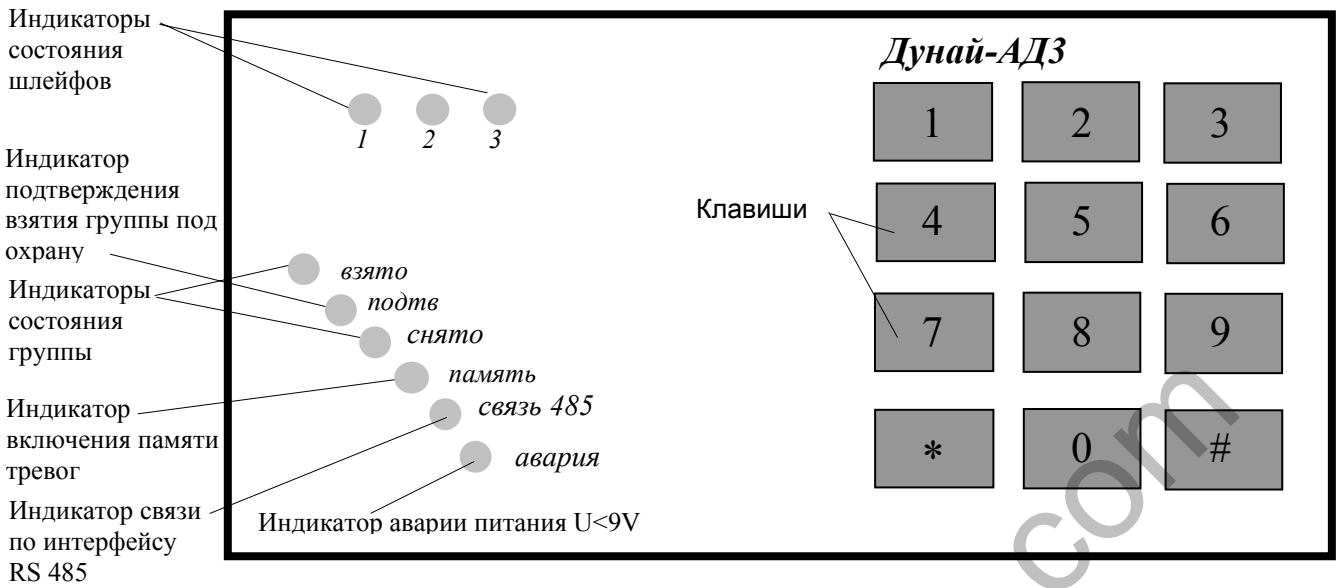 Индикаторы
состояния
шлейфов
Дунай-АД3
1 2 3
1 2 3
Индикатор
подтверждения
взятия группы под
охрану
Клавиши
4 5 6
взято
Индикаторы
состояния
группы
подтв
снято
7 8 9
память
Индикатор
включения памяти
тревог
связь 485
авария
* 0 #
Индикатор связи
по интерфейсу
RS 485
Индикатор аварии питания U<9V
com